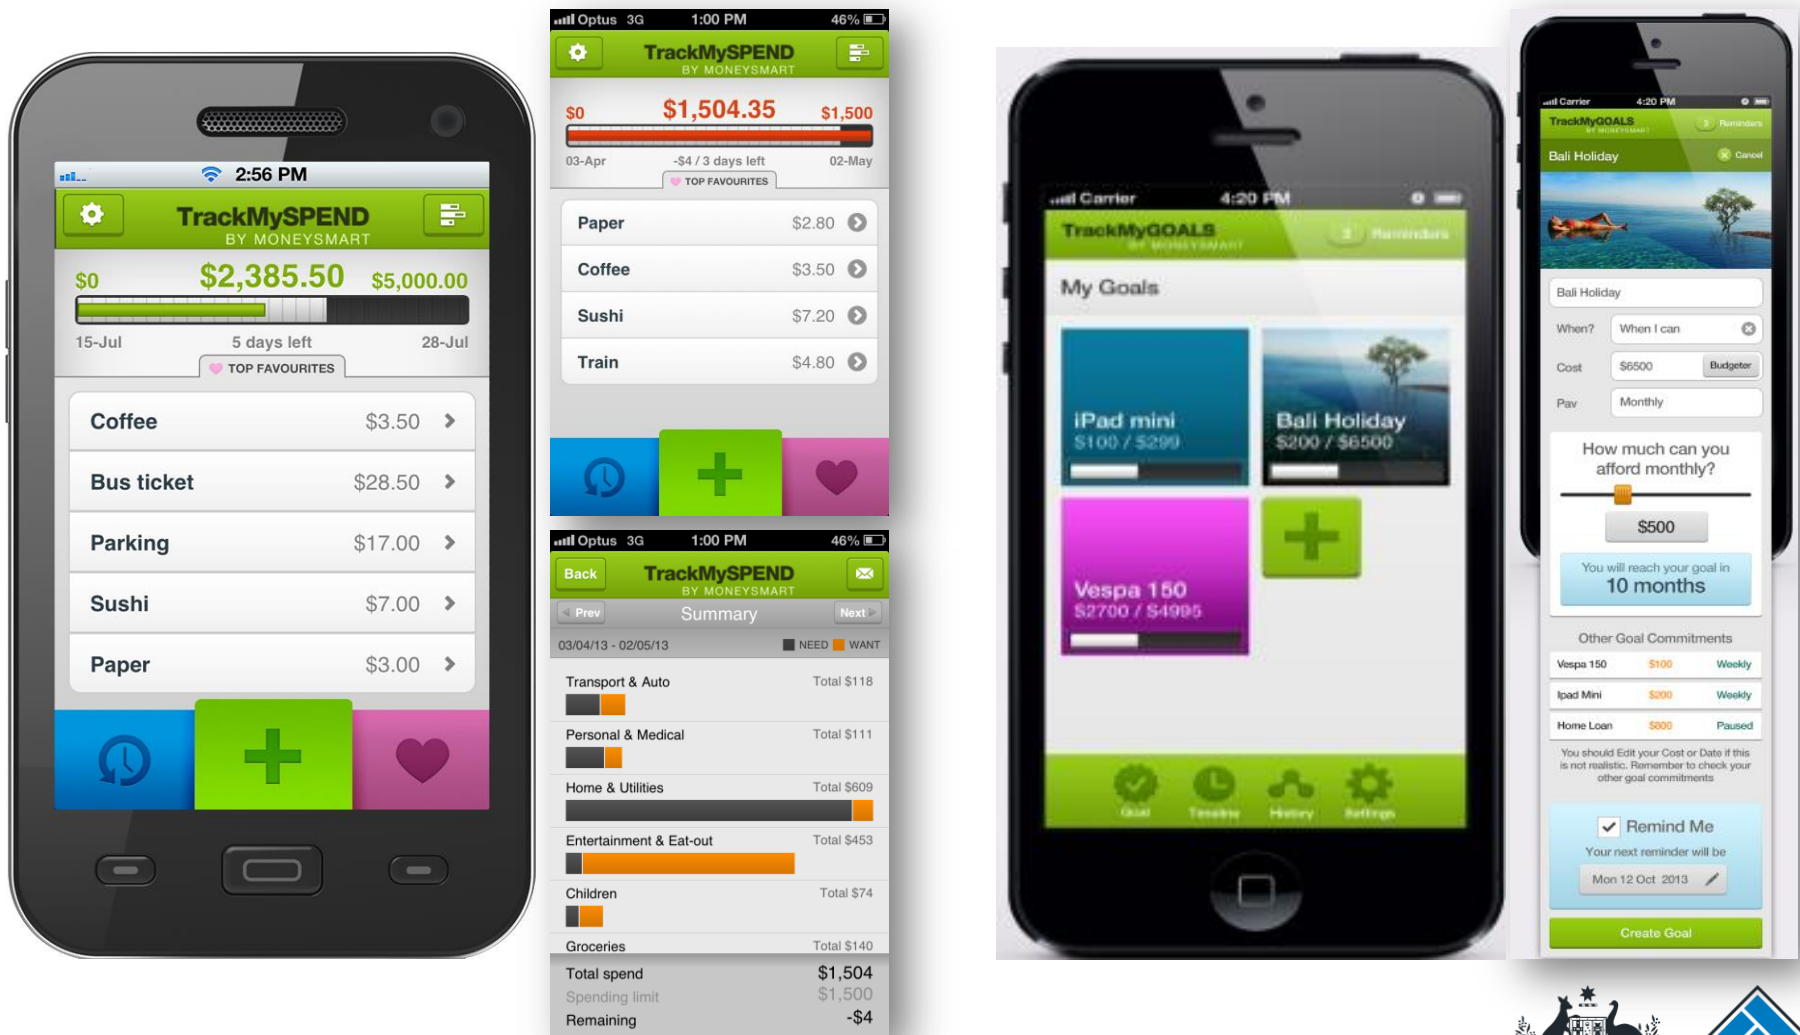 2:56 PM
TrackMySPEND
BY MONEYSMART
$0 $2,385.50 $5,000.00
15-Jul 5 days left 28-Jul
TOP FAVOURITES
Coffee $3.50
Bus ticket $28.50
Parking $17.00
Sushi $7.00
Paper $3.00
Optus 3G 1:00 PM 46%
TrackMySPEND
BY MONEYSMART
$0 $1,504.35 $1,500
03-Apr -$4 / 3 days left 02-May
TOP FAVOURITES
Paper $2.80
Coffee $3.50
Sushi $7.20
Train $4.80
Optus 3G 1:00 PM 46%
Back TrackMySPEND
BY MONEYSMART
Prev Summary Next
03/04/13 - 02/05/13 NEED WANT
Transport & Auto Total $118
Personal & Medical Total $111
Home & Utilities Total $609
Entertainment & Eat-out Total $453
Children Total $74
Groceries Total $140
Total spend $1,504
Spending limit $1,500
Remaining -$4
Carrier 4:20 PM
TrackMyGOALS 3 Reminders
BY MONEYSMART
My Goals
iPad mini
$100 / $299
Bali Holiday
$200 / $6500
Vespa 150
$2700 / $4995
Goal Timeline History Settings
Carrier 4:20 PM
TrackMyGOALS 3 Reminders
BY MONEYSMART
Bali Holiday Cancel
Bali Holiday
When? When I can
Cost $6500 Budgeter
Pay Monthly
How much can you
afford monthly?
$500
You will reach your goal in
10 months
Other Goal Commitments
Vespa 150 $100 Weekly
Ipad Mini $200 Weekly
Home Loan $800 Paused
You should Edit your Cost or Date if this
is not realistic. Remember to check your
other goal commitments
Remind Me
Your next reminder will be
Mon 12 Oct 2013
Create Goal